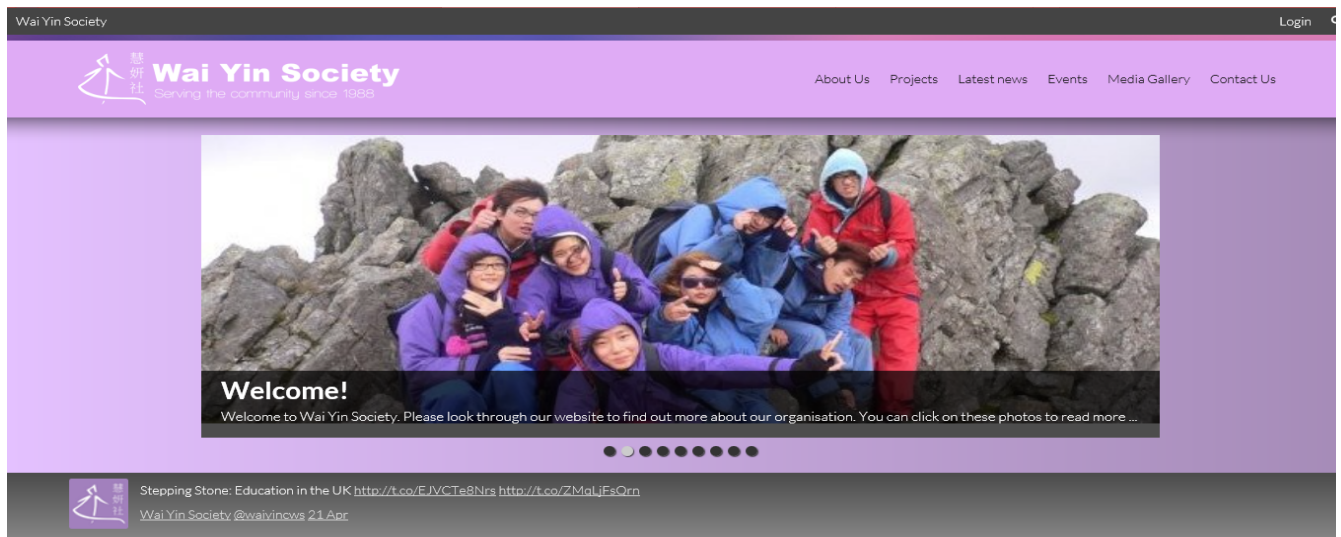 Wai Yin Society
Login
慧妍社
Wai Yin Society
Serving the community since 1988
About Us Projects Latest news Events Media Gallery Contact Us
Welcome!
Welcome to Wai Yin Society. Please look through our website to find out more about our organisation. You can click on these photos to read more ...
慧妍社
Stepping Stone: Education in the UK http://t.co/EJVCTe8Nrs http://t.co/ZMqLjFsQrn
Wai Yin Society @waiyincws 21 Apr